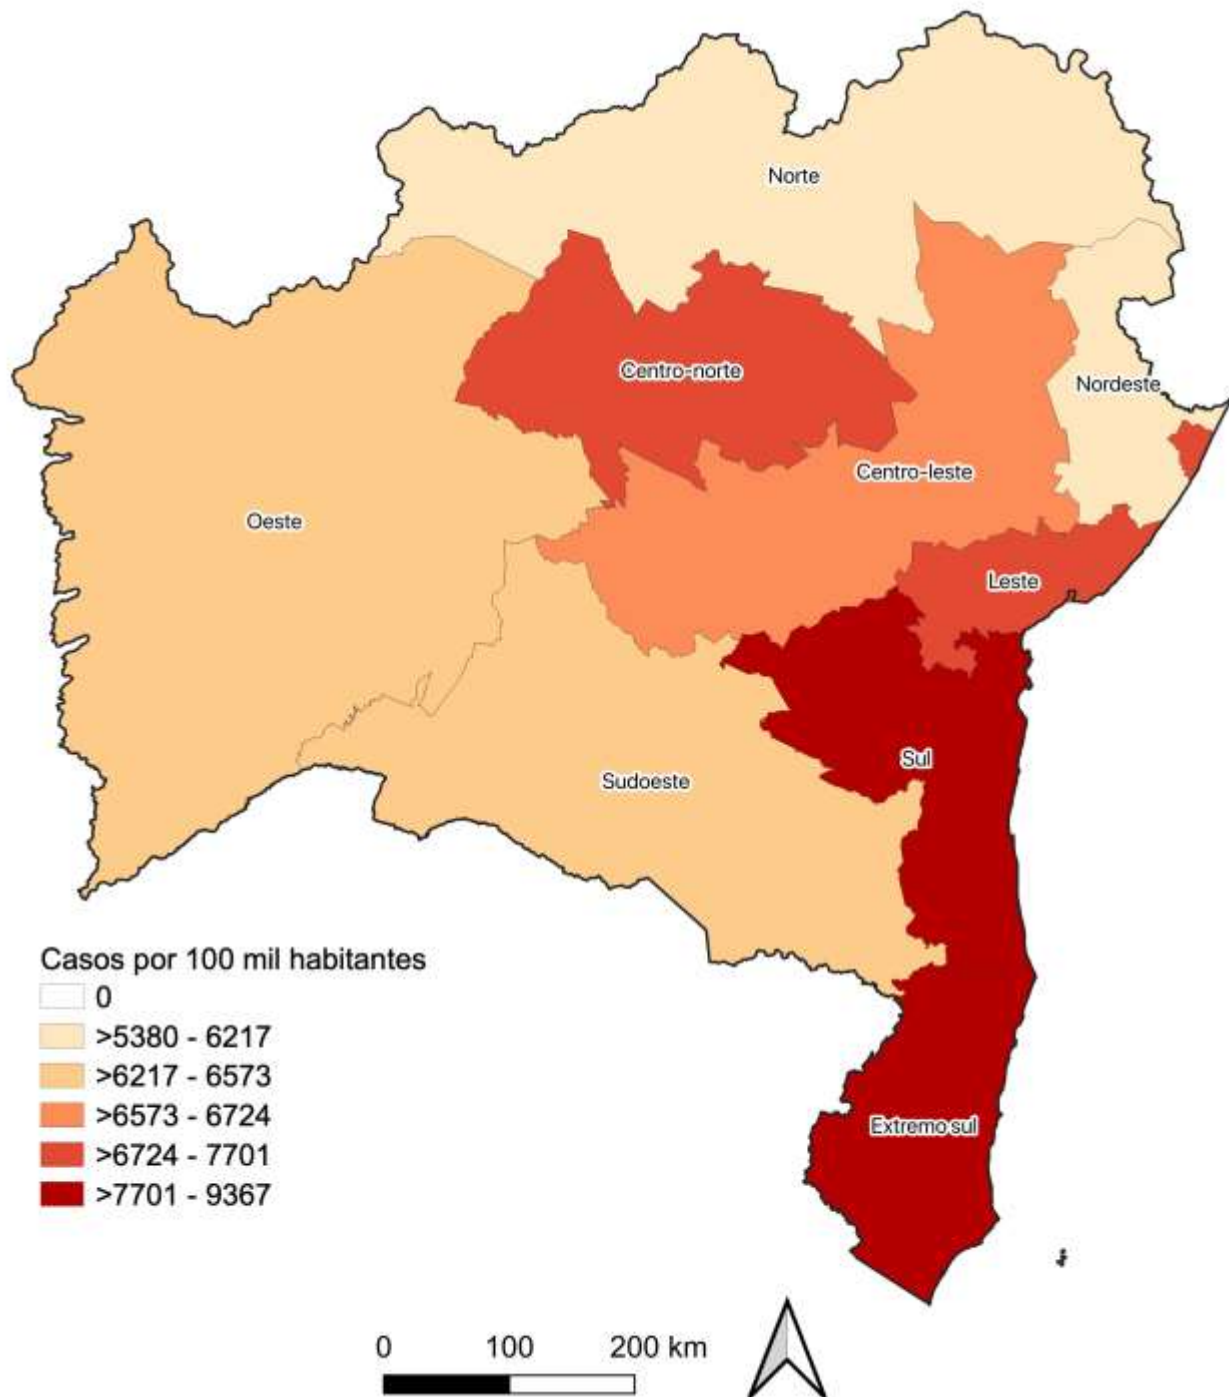 Norte
Centro-norte
Nordeste
Centro-leste
Oeste
Leste
Sul
Sudoeste
Casos por 100 mil habitantes
0
>5380 - 6217
>6217 - 6573
>6573 - 6724
>6724 - 7701
>7701 - 9367
Extremo sul
0 100 200 km